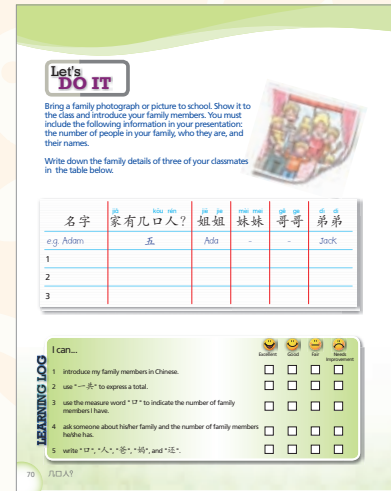 Let's
DO IT
Bring a family photograph or picture to school. Show it to
the class and introduce your family members. You must
include the following information in your presentation:
the number of people in your family, who they are, and
their names.
Write down the family details of three of your classmates
in the table below.
jiā kǒu rén jiě jie mèi mei gē ge dì di
名字 家有几口人? 姐姐 妹妹 哥哥 弟弟
e.g. Adam 五 Ada - - Jack
1
2
3
LEARNING LOG
I can...
Excellent Good Fair Needs Improvement
1 introduce my family members in Chinese.
2 use "一共" to express a total.
3 use the measure word "口" to indicate the number of family
members I have.
4 ask someone about his/her family and the number of family members
he/she has.
5 write "口", "人", "爸", "妈", and "还".
70 几口人?